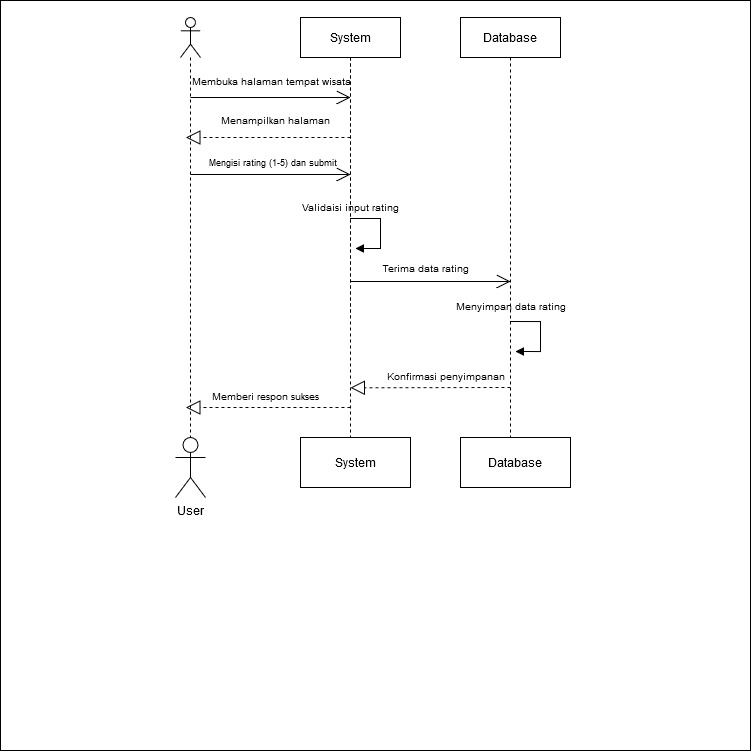 System
Database
Membuka halaman tempat wisata
Menampilkan halaman
Mengisi rating (1-5) dan submit
Validaisi input rating
Terima data rating
Menyimpan data rating
Konfirmasi penyimpanan
Memberi respon sukses
System
Database
User